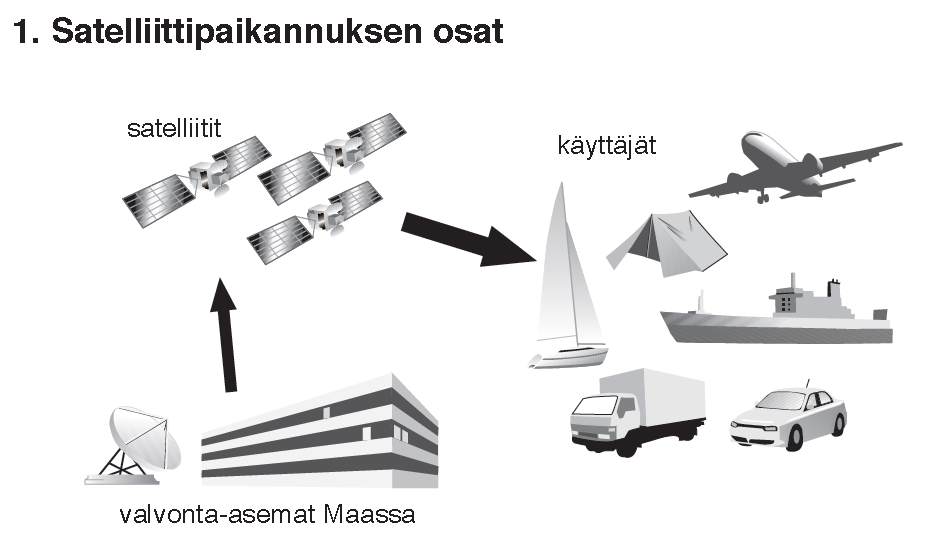 1. Satelliittipaikannuksen osat
satelliitit
käyttäjät
valvonta-asemat Maassa